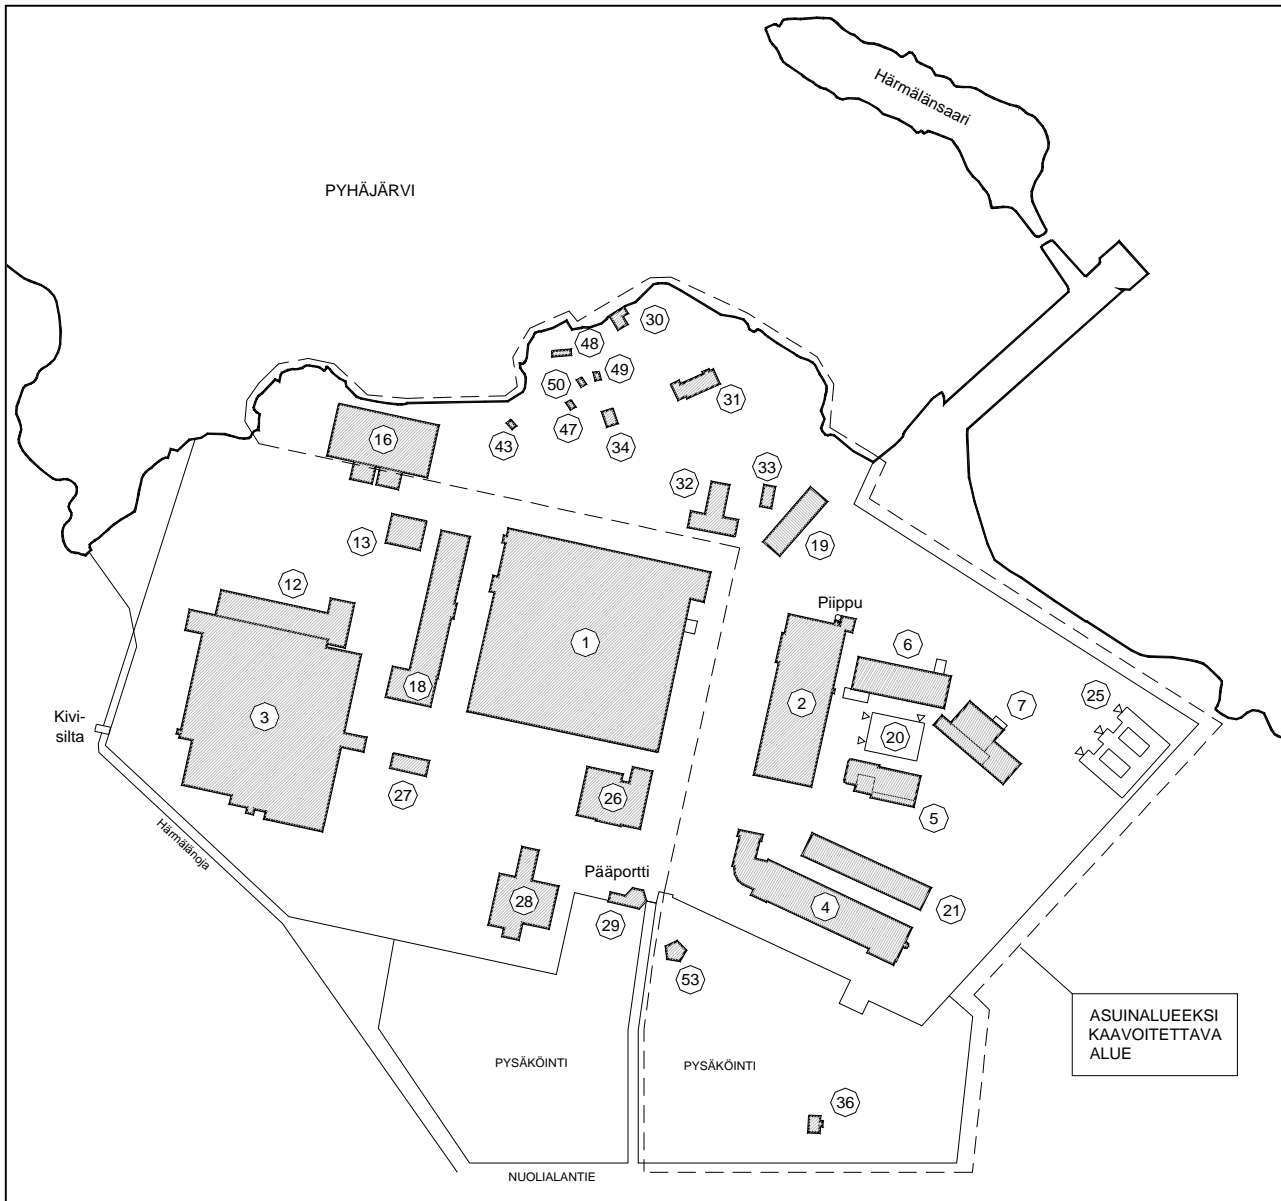 Härmälänsaari
PYHÄJÄRVI
30
48
49
50
31
47
34
43
16
33
32
13
19
12
Piippu
1
6
18
2
25
7
3
Kivi-
silta
20
27
26
5
Härmälänoja
Pääportti
28
4
21
29
53
ASUINALUEEKSI
KAAVOITETTAVA
ALUE
PYSÄKÖINTI
PYSÄKÖINTI
36
NUOLIALANTIE